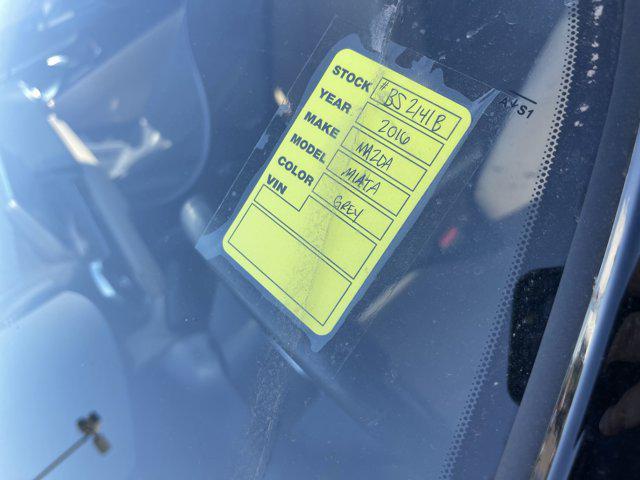 STOCK # BS2141B
YEAR 2016
MAKE MAZDA
MODEL MIATA
COLOR GREY
VIN
AS1